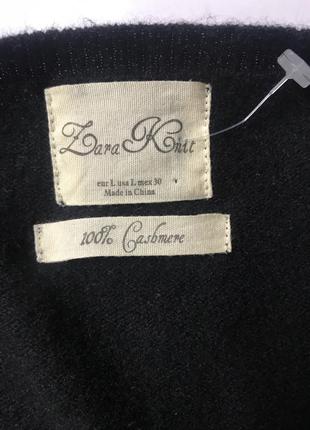 Zara Knit
eur L usa L mex 30
Made in China
100% Cashmere